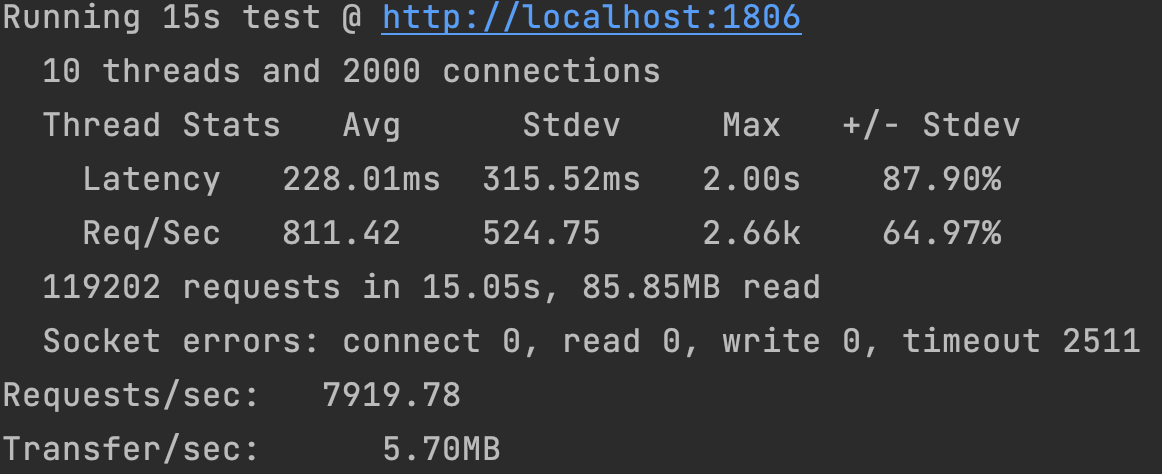 Running 15s test @ http://localhost:1806
10 threads and 2000 connections
Thread Stats Avg Stdev Max +/- Stdev
Latency 228.01ms 315.52ms 2.00s 87.90%
Req/Sec 811.42 524.75 2.66k 64.97%
119202 requests in 15.05s, 85.85MB read
Socket errors: connect 0, read 0, write 0, timeout 2511
Requests/sec: 7919.78
Transfer/sec: 5.70MB